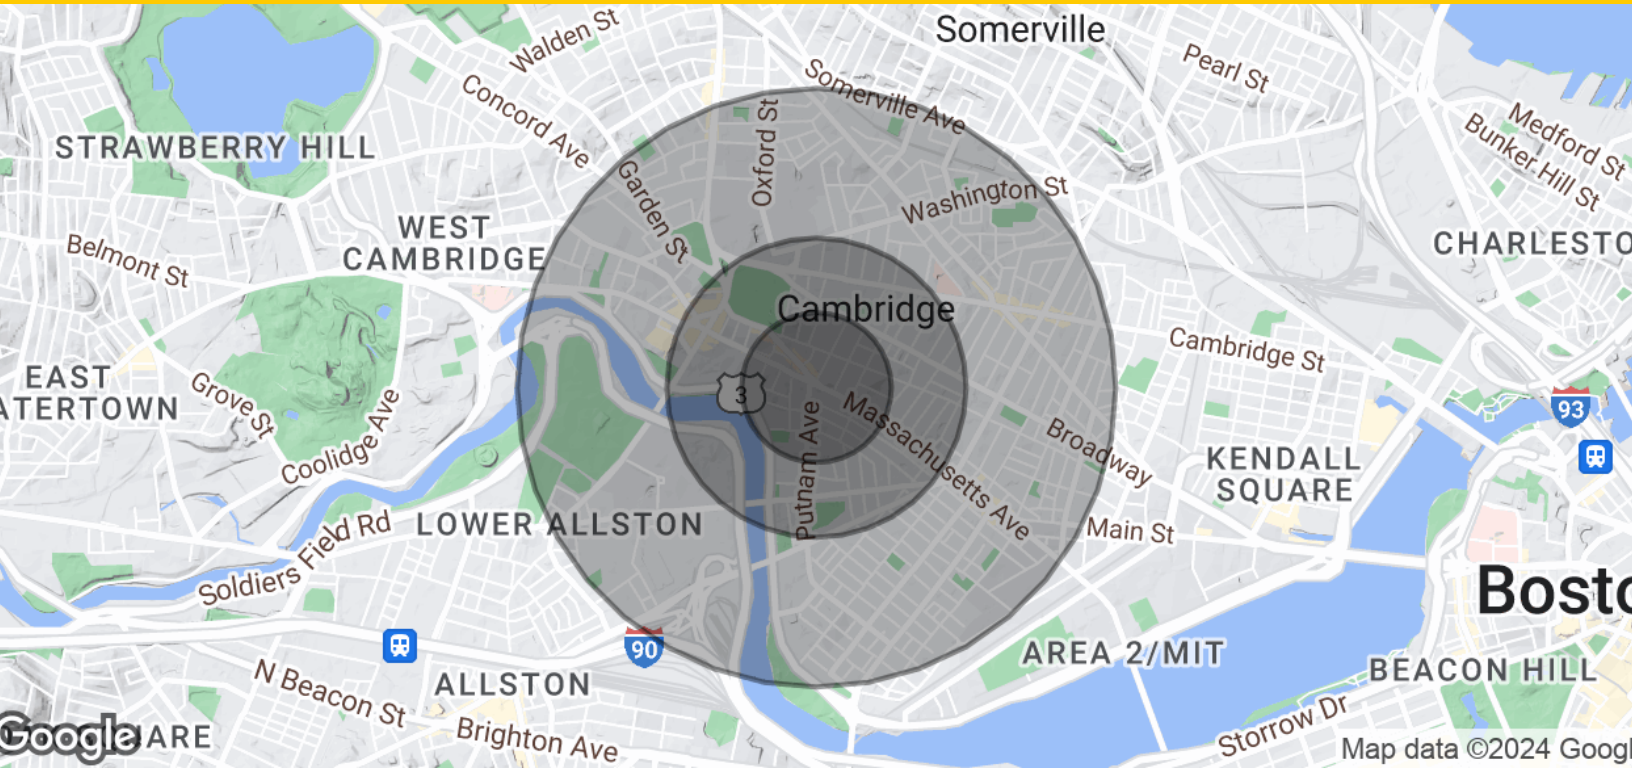 Somerville
Walden St
Pearl St
Somerville Ave
Concord Ave
Oxford St
Medford St
Bunker Hill St
STRAWBERRY HILL
Garden St
Washington St
WEST
CAMBRIDGE
Belmont St
CHARLESTO
Cambridge
Cambridge St
EAST
ATERTOWN
Grove St
3
93
Coolidge Ave
Massachusetts Ave
Putnam Ave
Broadway
KENDALL
SQUARE
LOWER ALLSTON
Main St
Soldiers Field Rd
Bosto
90
AREA 2/MIT
BEACON HILL
ALLSTON
N Beacon St
Brighton Ave
Storrow Dr
Google
UARE
Map data ©2024 Googl